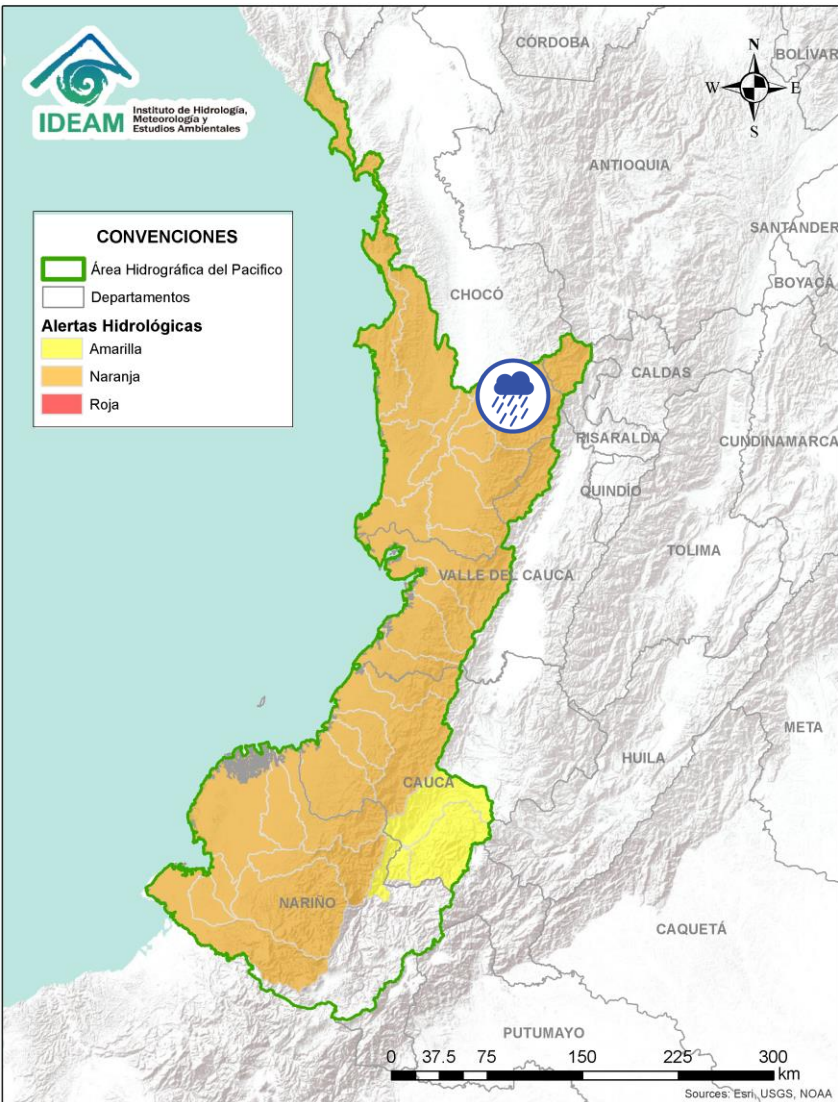 IDEAM
Instituto de Hidrología,
Meteorología y
Estudios Ambientales
CÓRDOBA
BOLÍVAR
N
W
E
S
ANTIOQUIA
SANTANDER
BOYACÁ
CONVENCIONES
Área Hidrográfica del Pacifico
Departamentos
Alertas Hidrológicas
Amarilla
Naranja
Roja
CHOCÓ
CALDAS
RISARALDA
CUNDINAMARCA
QUINDÍO
TOLIMA
VALLE DEL CAUCA
META
HUILA
CAUCA
NARIÑO
CAQUETÁ
PUTUMAYO
0 37.5 75 150 225 300
km
Sources: Esri, USGS, NOAA